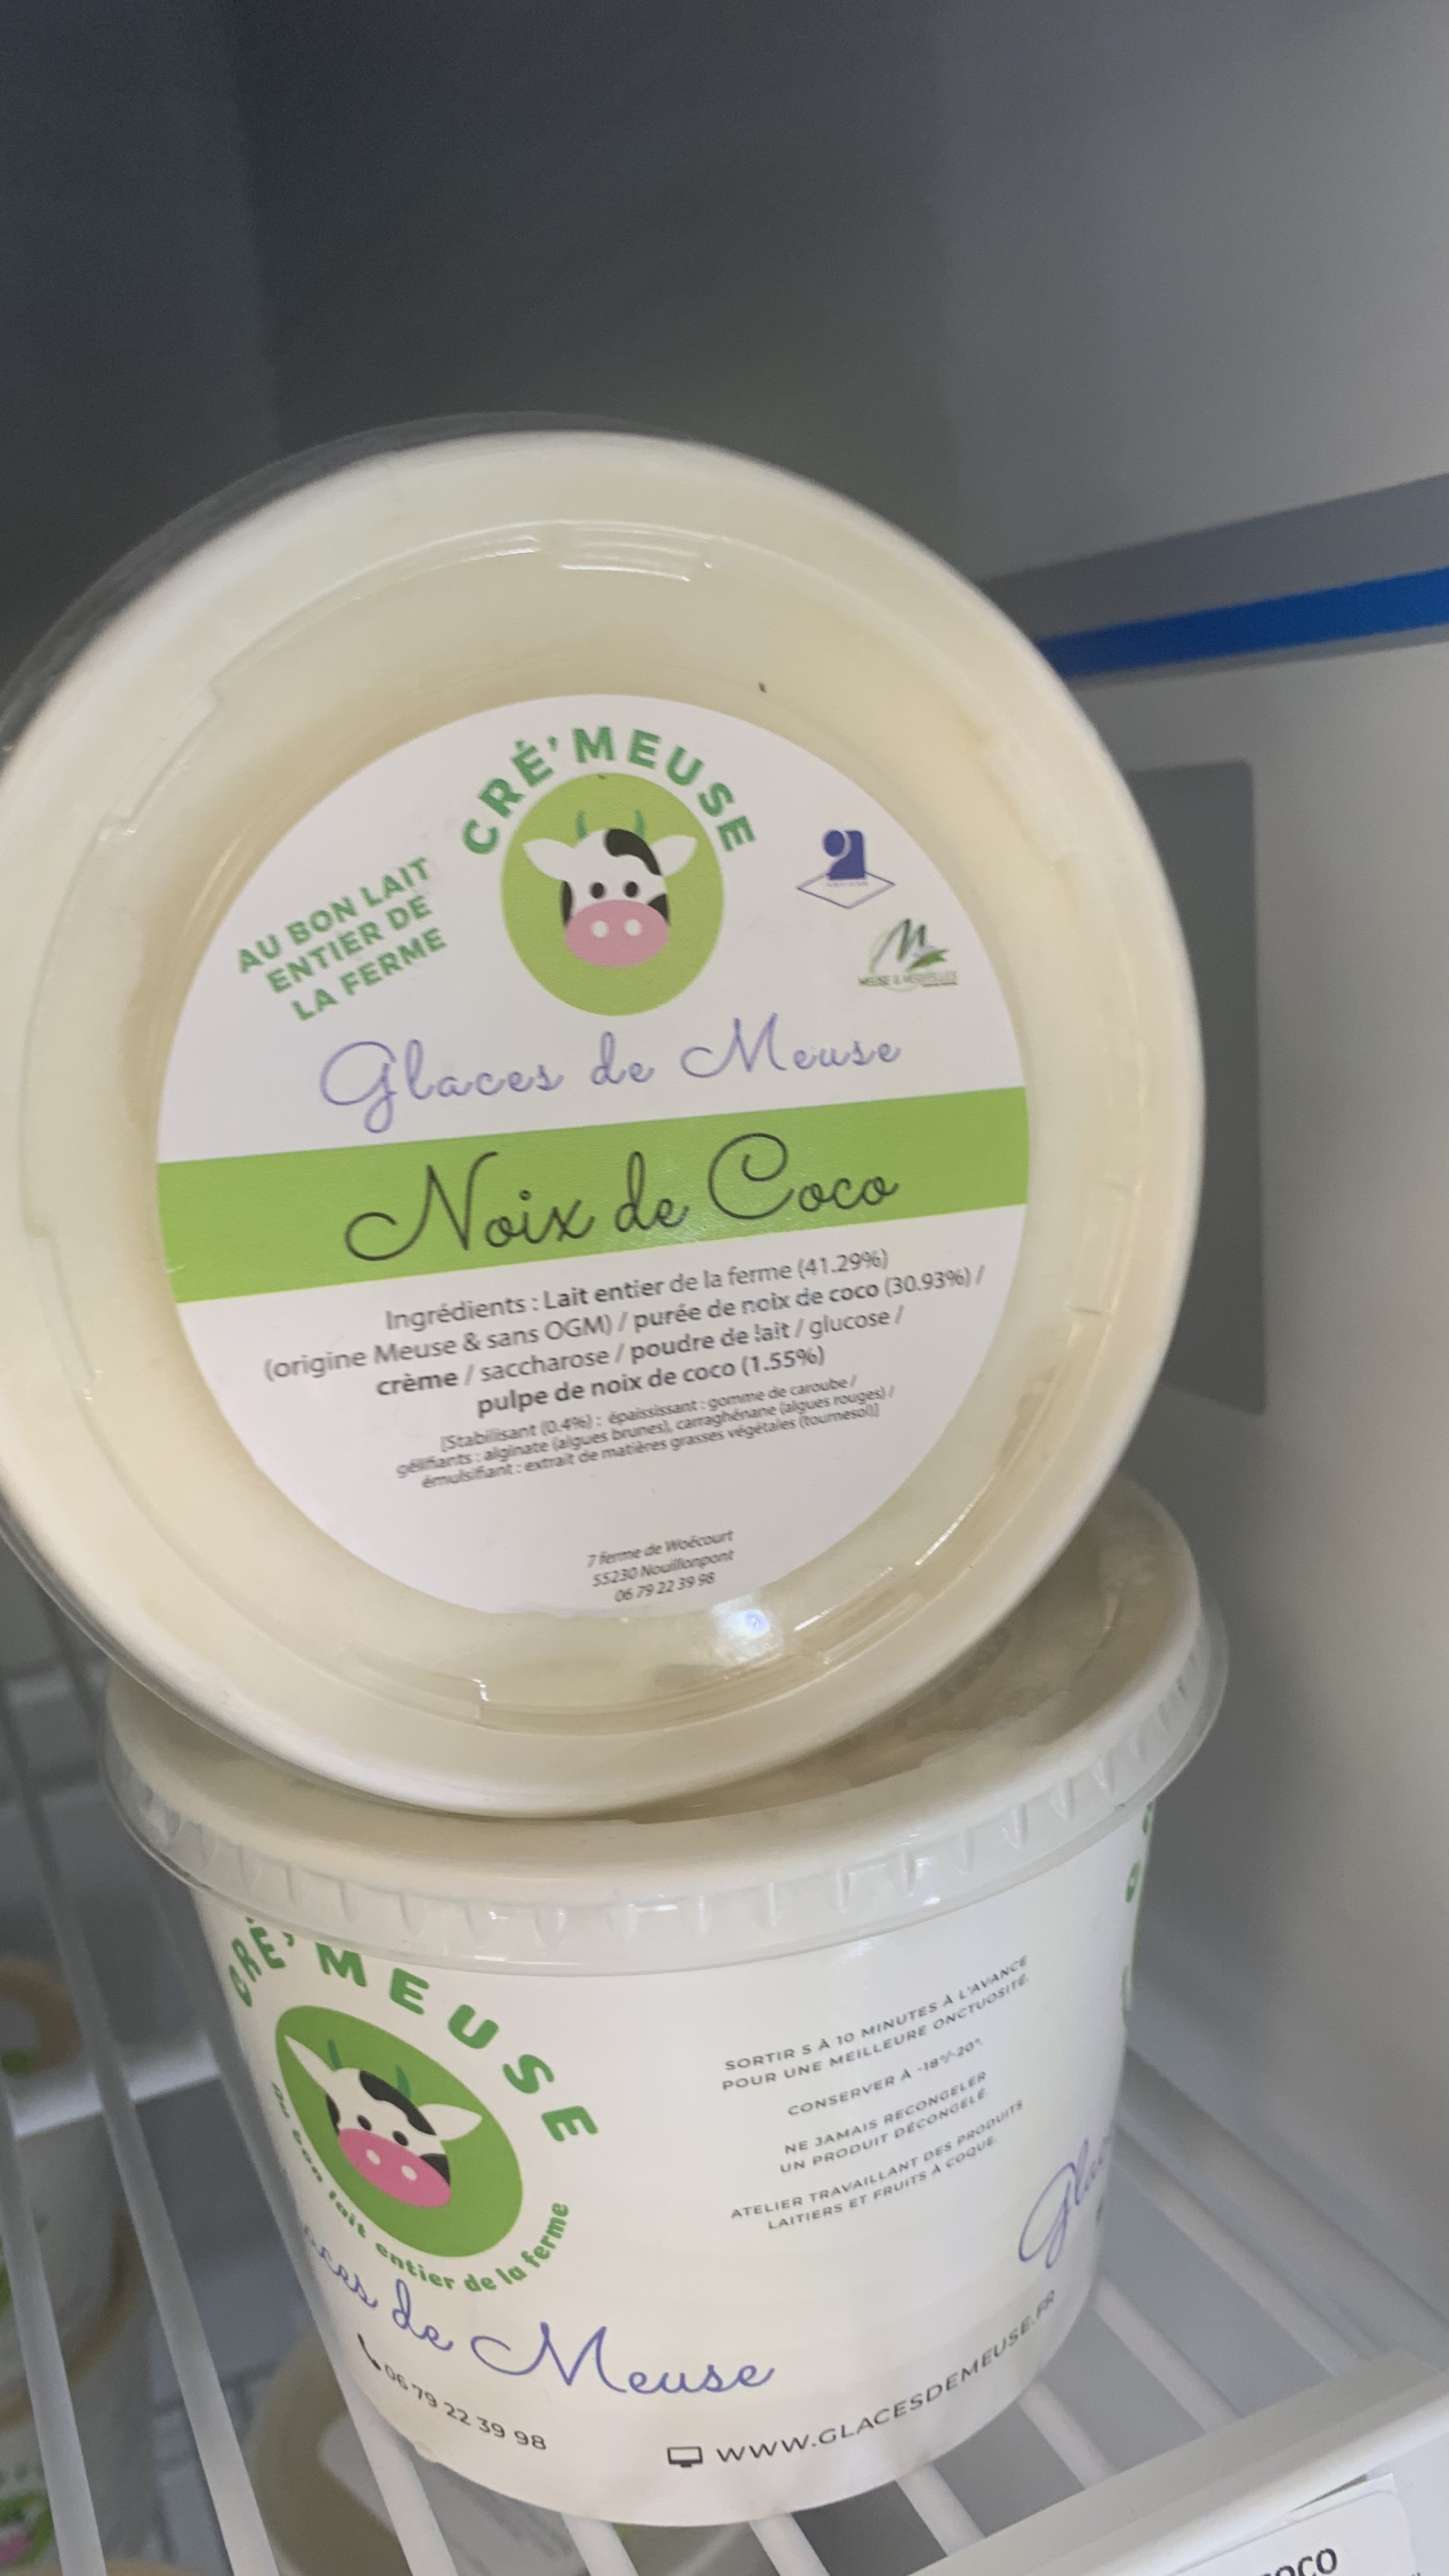 CRÉ'MEUSE
AU BON LAIT
ENTIER DE
LA FERME
MEUSE & MERVEILLES
Glaces de Meuse
Noix de Coco
Ingrédients : Lait entier de la ferme (41.29%)
(origine Meuse & sans OGM) / purée de noix de coco (30.93%) /
crème / saccharose / poudre de lait / glucose /
pulpe de noix de coco (1.55%)
[Stabilisant (0.4%) : épaississant : gomme de caroube /
gélifiants : alginate (algues brunes), carraghénane (algues rouges) /
émulsifiant : extrait de matières grasses végétales (tournesol)]
7 ferme de Woëcourt
55230 Nouillonpont
06 79 22 39 98
CRÉ'MEUSE
Au bon lait entier de la ferme
de Meuse
06 79 22 39 98
SORTIR 5 À 10 MINUTES À L'AVANCE
POUR UNE MEILLEURE ONCTUOSITÉ.
CONSERVER À -18°/-20°.
NE JAMAIS RECONGELER
UN PRODUIT DÉCONGELÉ.
ATELIER TRAVAILLANT DES PRODUITS
LAITIERS ET FRUITS À COQUE.
WWW.GLACESDEMEUSE.FR